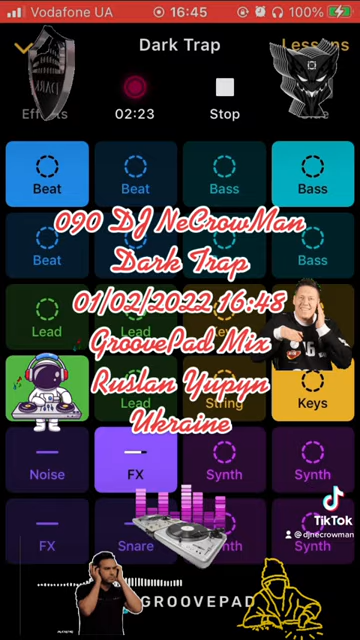 Vodafone UA
16:45
100%
Dark Trap
Lessons
Effects
02:23
Stop
Beat
Beat
Bass
Bass
090 DJ NeCrowMan
Dark Trap
01/02/2022 16:48
GroovePad Mix
Ruslan Yupyn
Ukraine
Beat
Bass
Lead
Lead
String
Keys
Noise
FX
Synth
Synth
TikTok
@djnecrowman
FX
Snare
Synth
GROOVEPAD